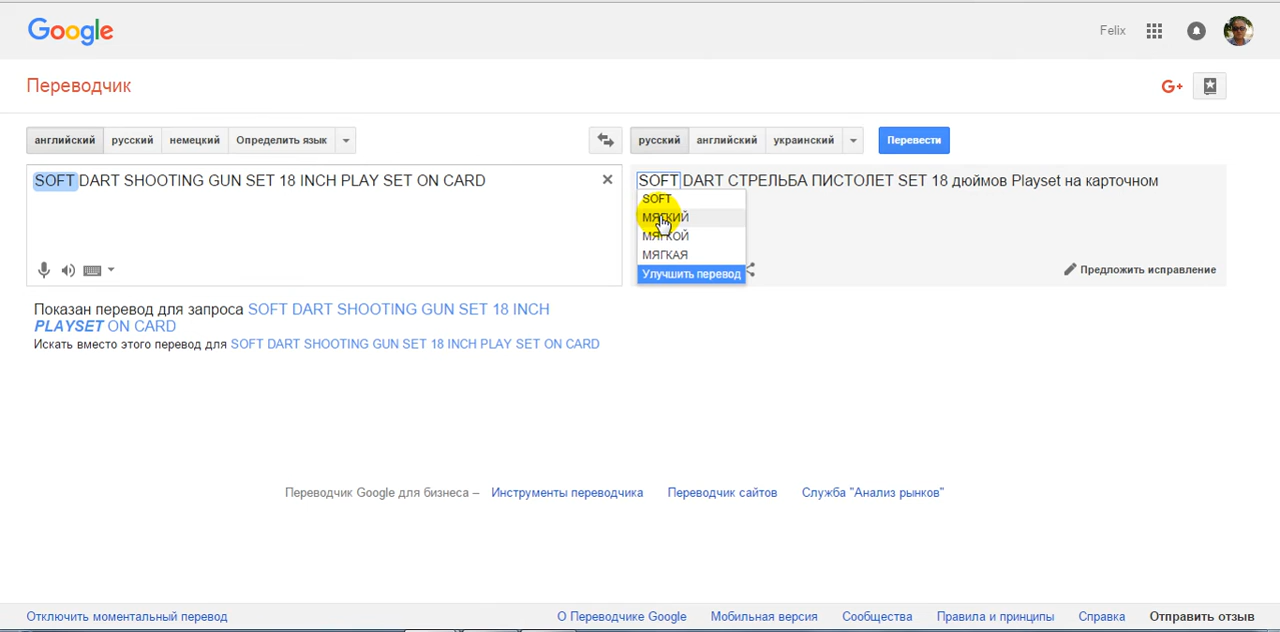 Google
Felix
Переводчик
G+
английский русский немецкий Определить язык
русский английский украинский Перевести
SOFT DART SHOOTING GUN SET 18 INCH PLAY SET ON CARD
SOFT DART СТРЕЛЬБА ПИСТОЛЕТ SET 18 дюймов Playset на карточном
SOFT
МЯГКИЙ
МЯГКОЙ
МЯГКАЯ
Улучшить перевод
Предложить исправление
Показан перевод для запроса SOFT DART SHOOTING GUN SET 18 INCH
PLAYSET ON CARD
Искать вместо этого перевод для SOFT DART SHOOTING GUN SET 18 INCH PLAY SET ON CARD
Переводчик Google для бизнеса – Инструменты переводчика Переводчик сайтов Служба "Анализ рынков"
Отключить моментальный перевод О Переводчике Google Мобильная версия Сообщества Правила и принципы Справка Отправить отзыв